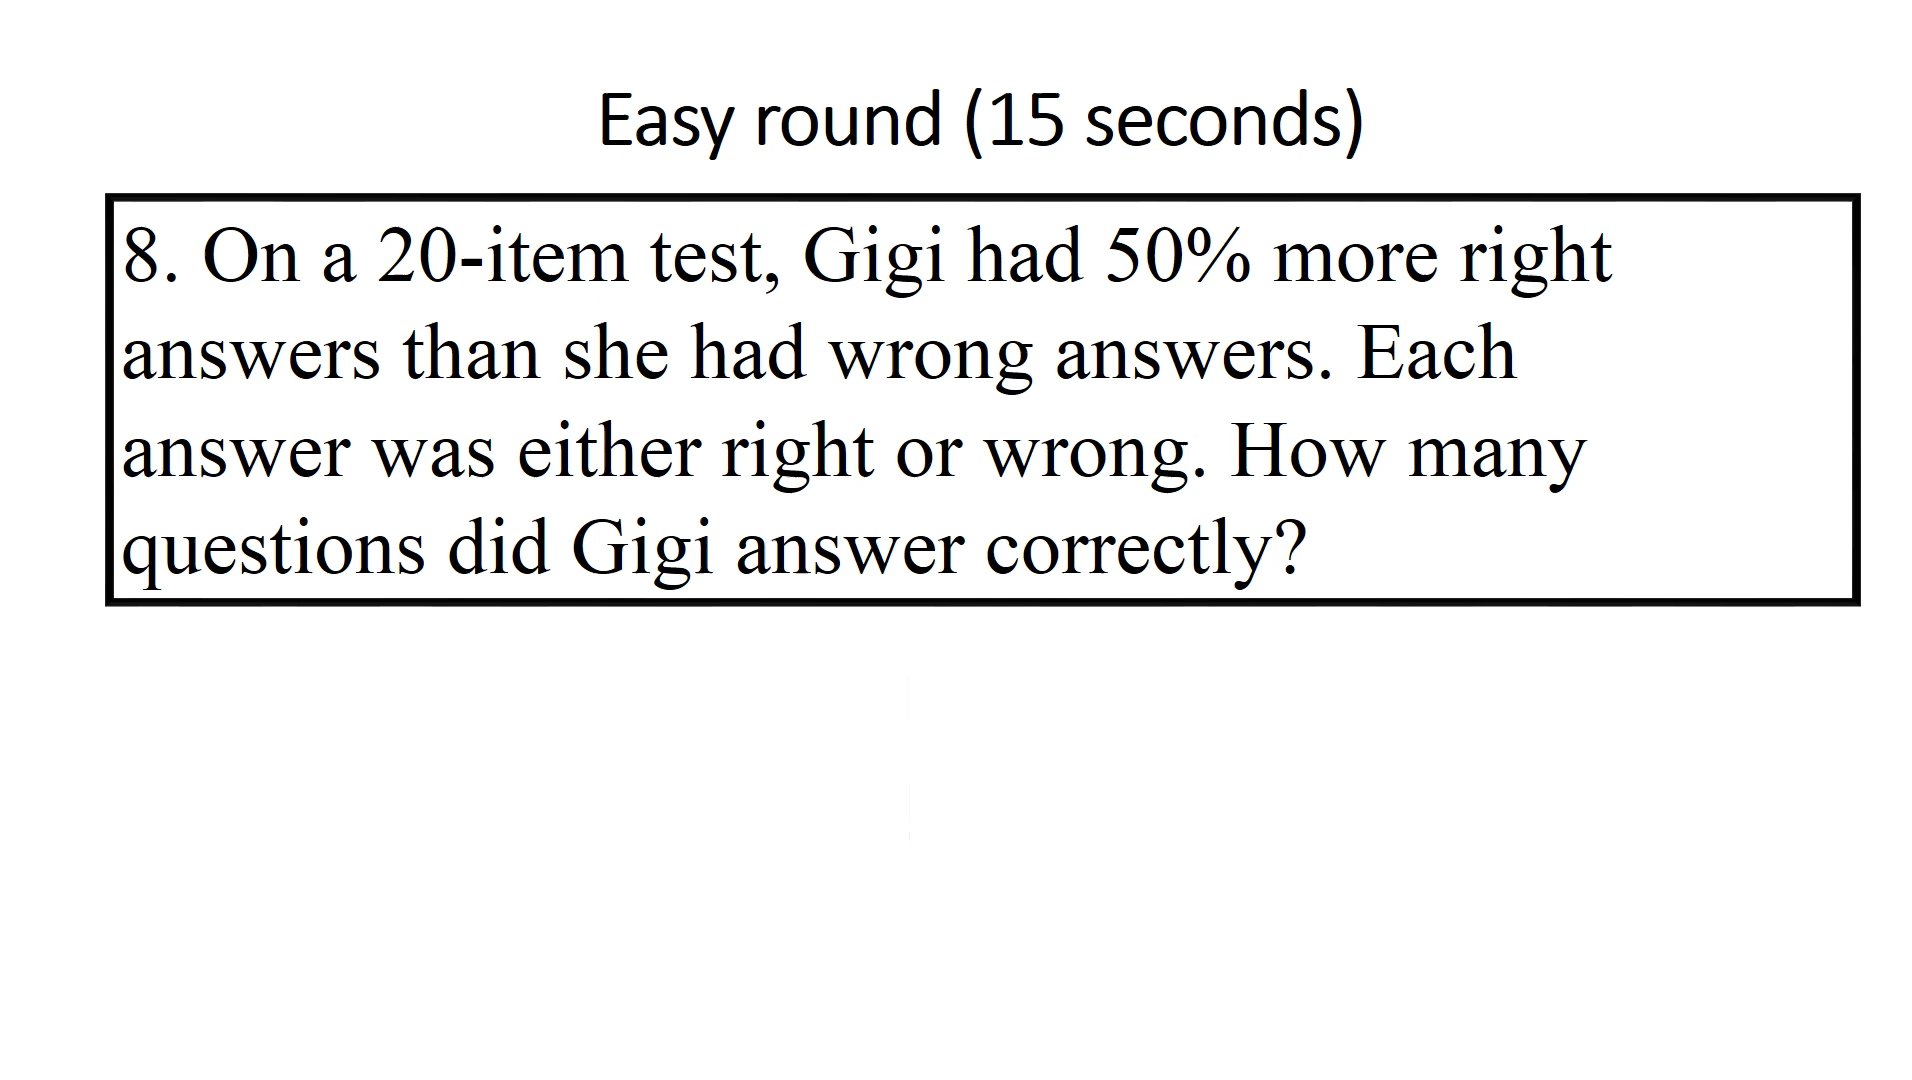 Easy round (15 seconds)
8. On a 20-item test, Gigi had 50% more right
answers than she had wrong answers. Each
answer was either right or wrong. How many
questions did Gigi answer correctly?